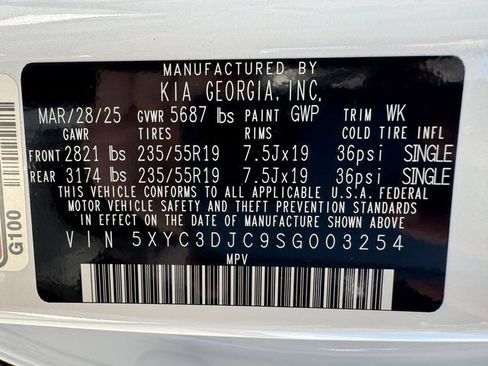 MANUFACTURED BY
KIA GEORGIA, INC.
MAR/28/25 GVWR 5687 lbs PAINT GWP TRIM WK
GAWR TIRES RIMS COLD TIRE INFL
FRONT 2821 lbs 235/55R19 7.5Jx19 36psi SINGLE
REAR 3174 lbs 235/55R19 7.5Jx19 36psi SINGLE
THIS VEHICLE CONFORMS TO ALL APPLICABLE U.S.A. FEDERAL
MOTOR VEHICLE SAFETY AND THEFT PREVENTION STANDARDS
IN EFFECT ON THE DATE OF MANUFACTURE SHOWN ABOVE.
VIN 5XYC3DJC9SG003254
MPV
G100